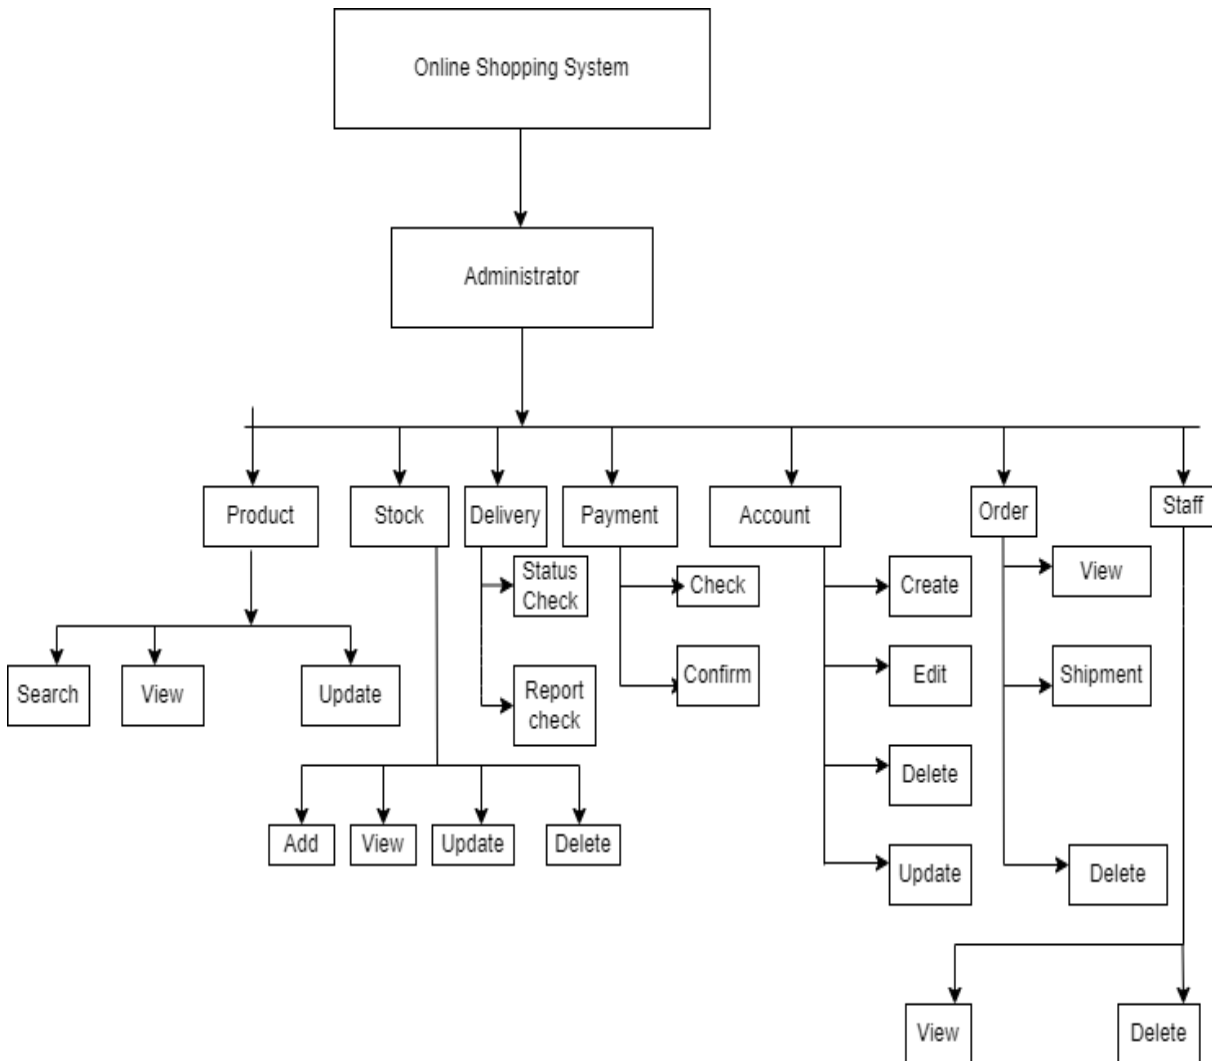 Online Shopping System
Administrator
Product
Stock
Delivery
Payment
Account
Order
Staff
Status
Check
Check
Create
View
Search
View
Update
Report
check
Confirm
Edit
Shipment
Delete
Add
View
Update
Delete
Update
Delete
View
Delete